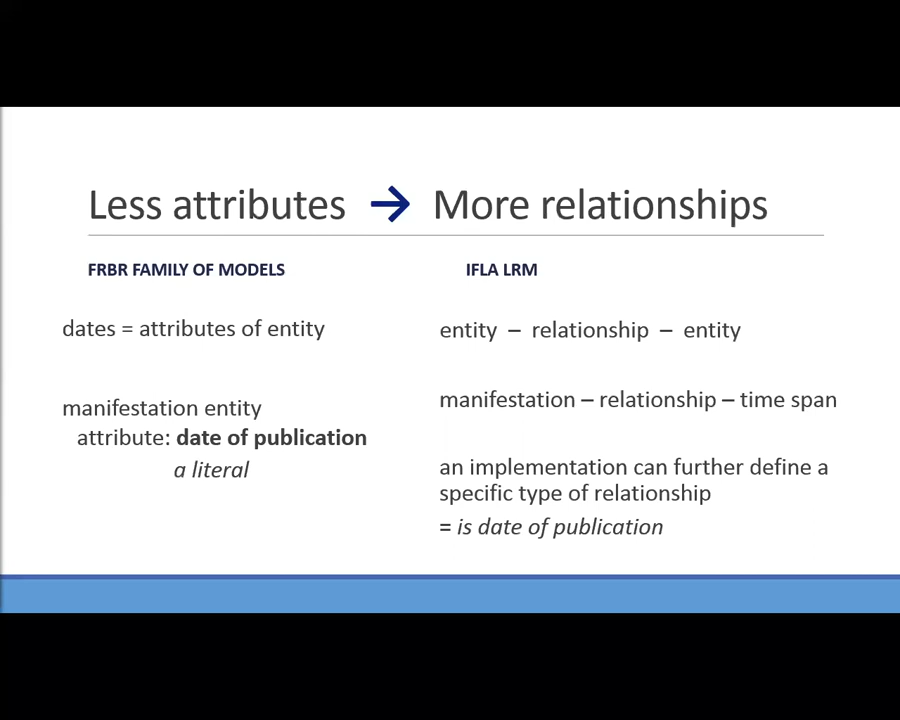 Less attributes → More relationships
FRBR FAMILY OF MODELS
dates = attributes of entity
manifestation entity
attribute: date of publication
a literal
IFLA LRM
entity – relationship – entity
manifestation – relationship – time span
an implementation can further define a
specific type of relationship
= is date of publication